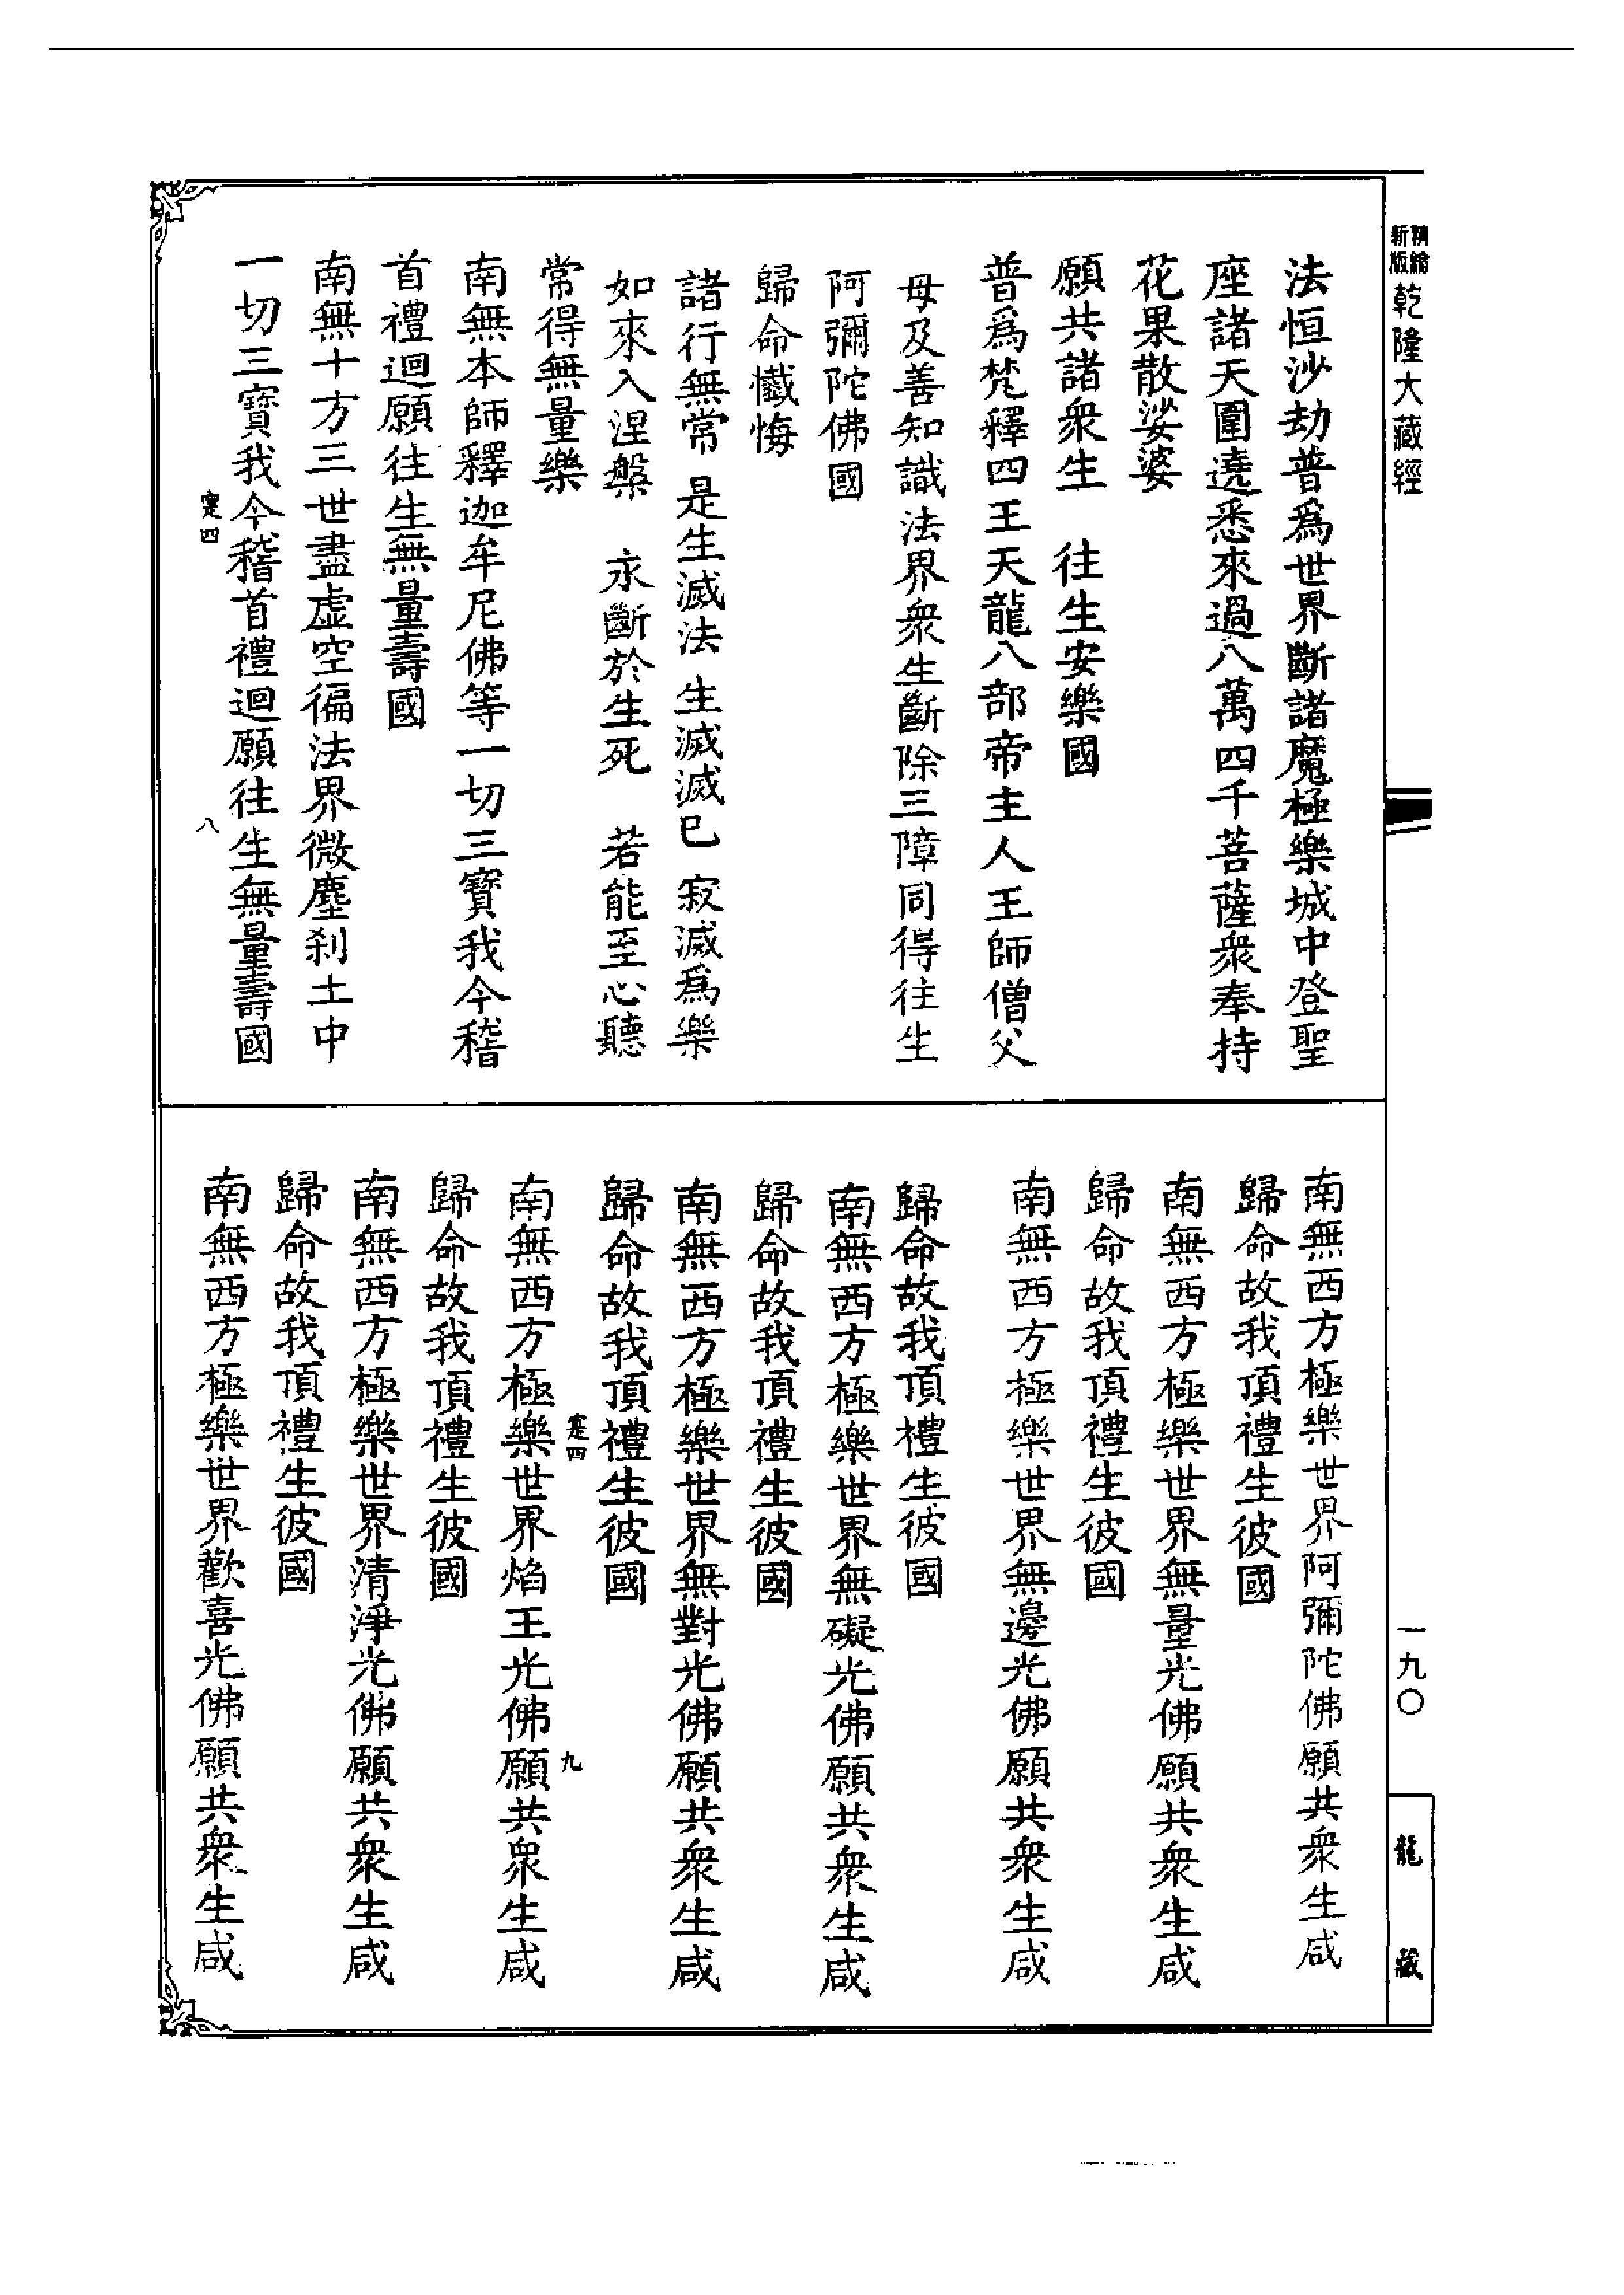 精繪
新版
乾隆大藏經
法恒沙劫普爲世界斷諸魔極樂城中登聖
座諸天圍遶悉來過八萬四千菩薩衆奉持
花果散娑婆
願共諸衆生　往生安樂國
普爲梵釋四王天龍八部帝主人王師僧父
母及善知識法界衆生斷除三障同得往生
阿彌陀佛國
歸命懺悔
諸行無常　是生滅法　生滅滅已　寂滅爲樂
如來入涅槃　永斷於生死　若能至心聽
常得無量樂
南無本師釋迦牟尼佛等一切三寶我今稽
首禮迴願往生無量壽國
南無十方三世盡虛空徧法界微塵刹土中
一切三寶我今稽首禮迴願往生無量壽國
四　八
南無西方極樂世界阿彌陀佛願共衆生咸
歸命故我頂禮生彼國
南無西方極樂世界無量光佛願共衆生咸
歸命故我頂禮生彼國
南無西方極樂世界無邊光佛願共衆生咸
歸命故我頂禮生彼國
南無西方極樂世界無礙光佛願共衆生咸
歸命故我頂禮生彼國
南無西方極樂世界無對光佛願共衆生咸
歸命故我頂禮生彼國
四　九
南無西方極樂世界焰王光佛願共衆生咸
歸命故我頂禮生彼國
南無西方極樂世界清淨光佛願共衆生咸
歸命故我頂禮生彼國
南無西方極樂世界歡喜光佛願共衆生咸
一九〇
龍藏